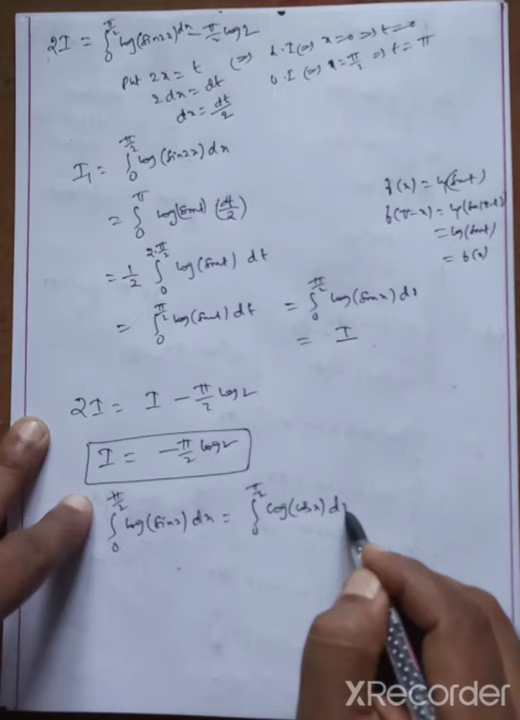 2I = ∫₀^{π/2} log(sin2x)dx − π/2 log2
put 2x = t (⇒) L.I (⇒) x=0 ⇒ t=0
2dx = dt U.I (⇒) x=π/2 ⇒ t=π
dx = dt/2
I₁ = ∫₀^{π/2} log(sin2x) dx
= ∫₀^{π} log(sint) (dt/2)
f(x) = log(sint)
f(π-x) = log(sin(π-t))
= log(sint)
= f(x)
= 1/2 ∫₀^{2·π/2} log(sint) dt
= ∫₀^{π/2} log(sint) dt = ∫₀^{π/2} log(sinx) dx
= I
2I = I − π/2 log2
I = −π/2 log2
∫₀^{π/2} log(sinx) dx = ∫₀^{π/2} log(cosx) dx
XRecorder